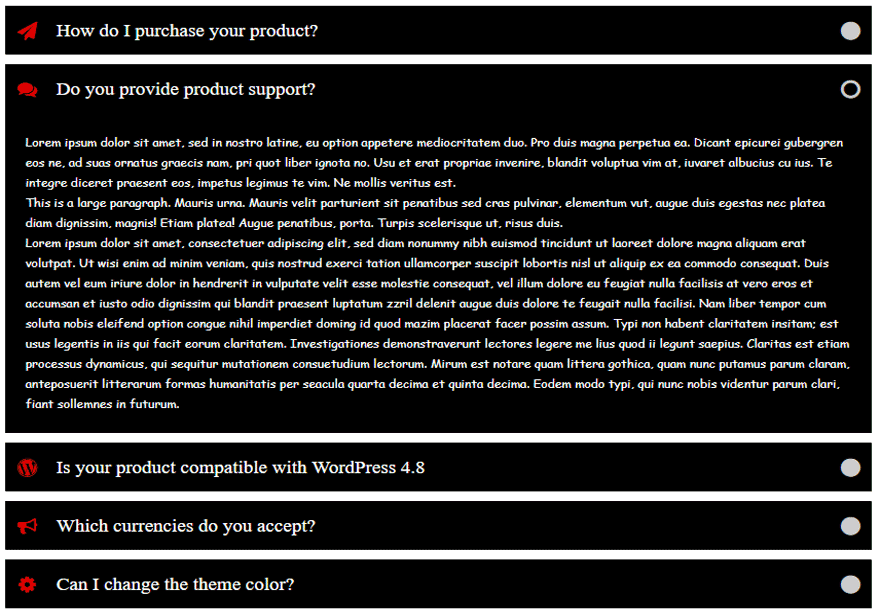 How do I purchase your product?
Do you provide product support?
Lorem ipsum dolor sit amet, sed in nostro latine, eu option appetere mediocritatem duo. Pro duis magna perpetua ea. Dicant epicurei gubergren
eos ne, ad suas ornatus graecis nam, pri quot liber ignota no. Usu et erat propriae invenire, blandit voluptua vim at, iuvaret albucius cu ius. Te
integre diceret praesent eos, impetus legimus te vim. Ne mollis veritus est.
This is a large paragraph. Mauris urna. Mauris velit parturient sit penatibus sed cras pulvinar, elementum vut, augue duis egestas nec platea
diam dignissim, magnis! Etiam platea! Augue penatibus, porta. Turpis scelerisque ut, risus duis.
Lorem ipsum dolor sit amet, consectetuer adipiscing elit, sed diam nonummy nibh euismod tincidunt ut laoreet dolore magna aliquam erat
volutpat. Ut wisi enim ad minim veniam, quis nostrud exerci tation ullamcorper suscipit lobortis nisl ut aliquip ex ea commodo consequat. Duis
autem vel eum iriure dolor in hendrerit in vulputate velit esse molestie consequat, vel illum dolore eu feugiat nulla facilisis at vero eros et
accumsan et iusto odio dignissim qui blandit praesent luptatum zzril delenit augue duis dolore te feugait nulla facilisi. Nam liber tempor cum
soluta nobis eleifend option congue nihil imperdiet doming id quod mazim placerat facer possim assum. Typi non habent claritatem insitam; est
usus legentis in iis qui facit eorum claritatem. Investigationes demonstraverunt lectores legere me lius quod ii legunt saepius. Claritas est etiam
processus dynamicus, qui sequitur mutationem consuetudium lectorum. Mirum est notare quam littera gothica, quam nunc putamus parum claram,
anteposuerit litterarum formas humanitatis per seacula quarta decima et quinta decima. Eodem modo typi, qui nunc nobis videntur parum clari,
fiant sollemnes in futurum.
Is your product compatible with WordPress 4.8
Which currencies do you accept?
Can I change the theme color?